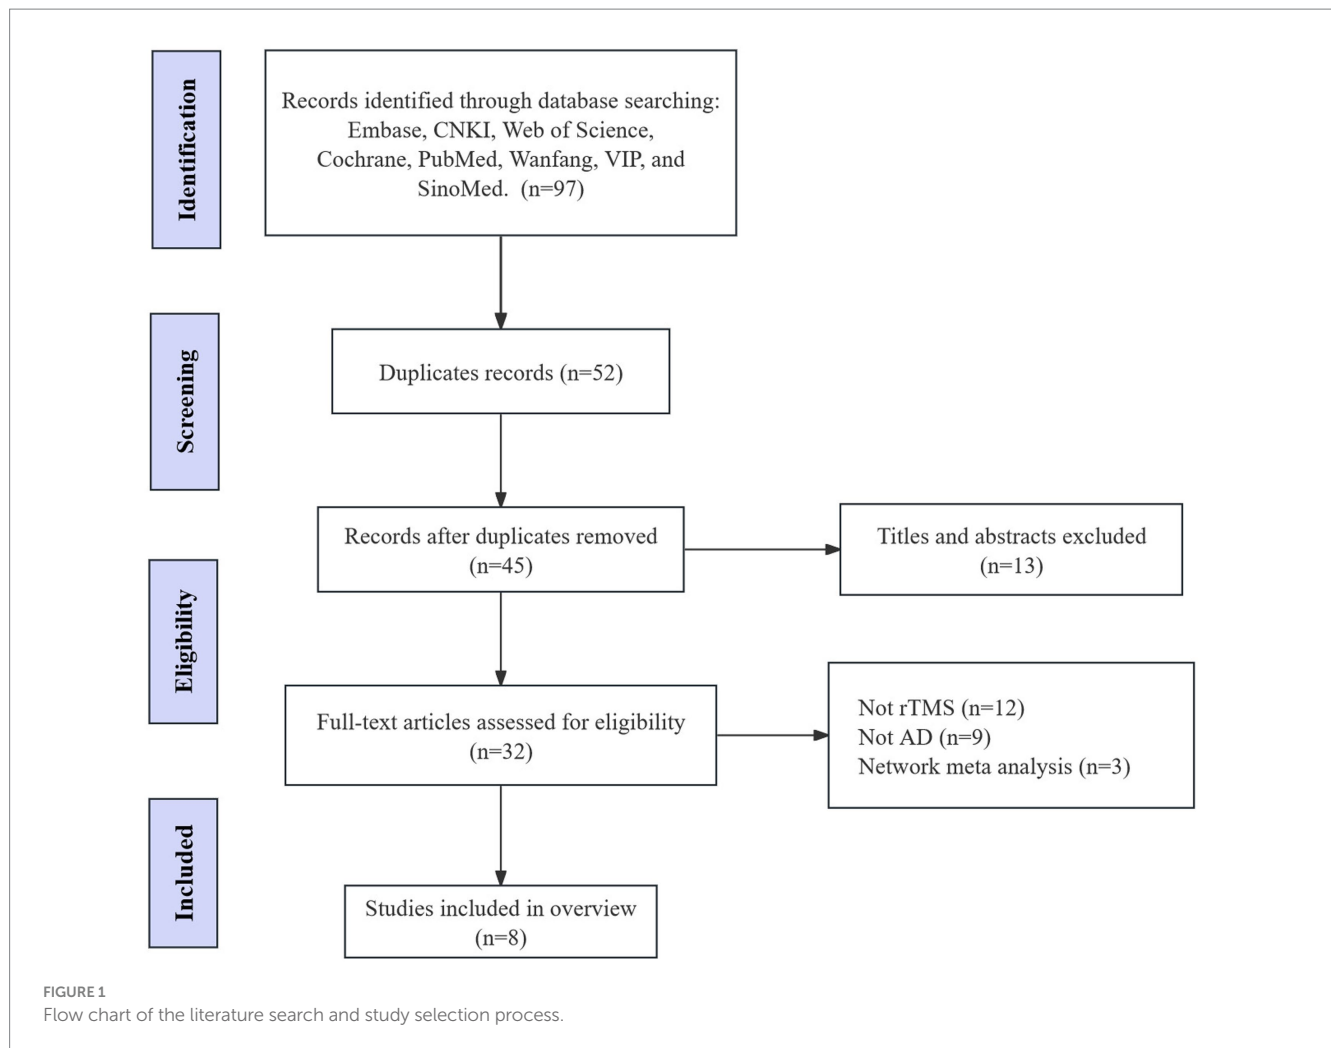 Identification
Records identified through database searching:
Embase, CNKI, Web of Science,
Cochrane, PubMed, Wanfang, VIP, and
SinoMed. (n=97)
Screening
Duplicates records (n=52)
Records after duplicates removed
(n=45)
Titles and abstracts excluded
(n=13)
Eligibility
Full-text articles assessed for eligibility
(n=32)
Not rTMS (n=12)
Not AD (n=9)
Network meta analysis (n=3)
Included
Studies included in overview
(n=8)
FIGURE 1
Flow chart of the literature search and study selection process.